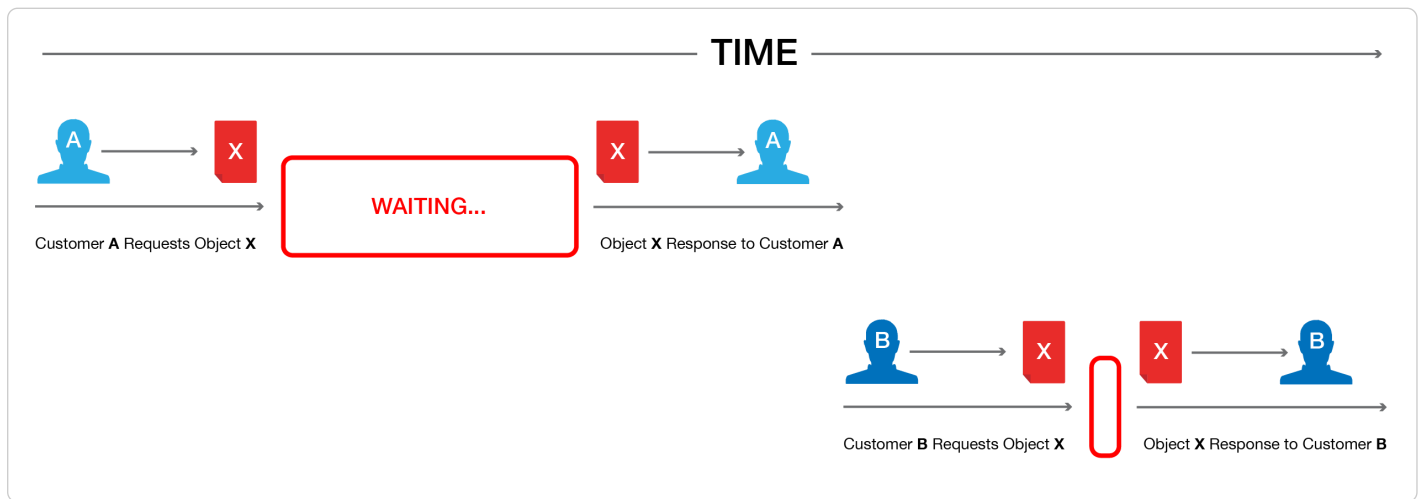 TIME
A
X
X
A
WAITING...
Customer A Requests Object X
Object X Response to Customer A
B
X
X
B
Customer B Requests Object X
Object X Response to Customer B